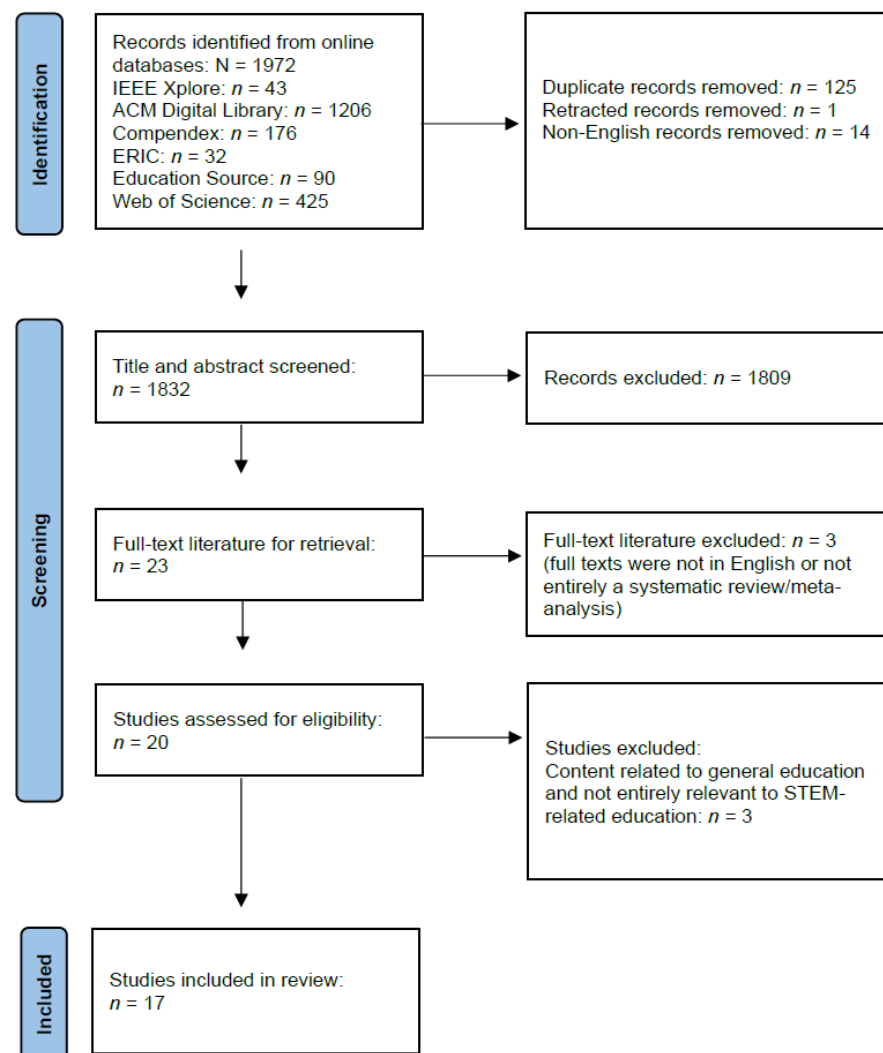 Identification
Records identified from online
databases: N = 1972
IEEE Xplore: n = 43
ACM Digital Library: n = 1206
Compendex: n = 176
ERIC: n = 32
Education Source: n = 90
Web of Science: n = 425
Duplicate records removed: n = 125
Retracted records removed: n = 1
Non-English records removed: n = 14
Screening
Title and abstract screened:
n = 1832
Records excluded: n = 1809
Full-text literature for retrieval:
n = 23
Full-text literature excluded: n = 3
(full texts were not in English or not
entirely a systematic review/meta-
analysis)
Studies assessed for eligibility:
n = 20
Studies excluded:
Content related to general education
and not entirely relevant to STEM-
related education: n = 3
Included
Studies included in review:
n = 17